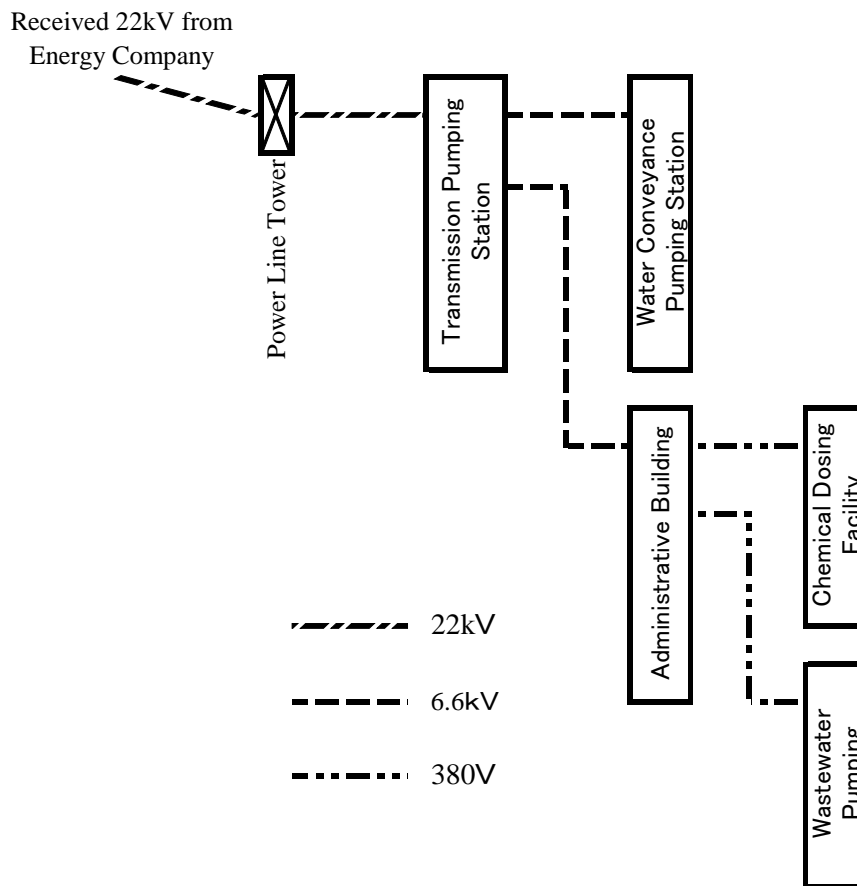 Received 22kV from
Energy Company
Power Line Tower
Transmission Pumping
Station
Water Conveyance
Pumping Station
Administrative Building
Chemical Dosing
Facility
Wastewater
Pumping
22kV
6.6kV
380V